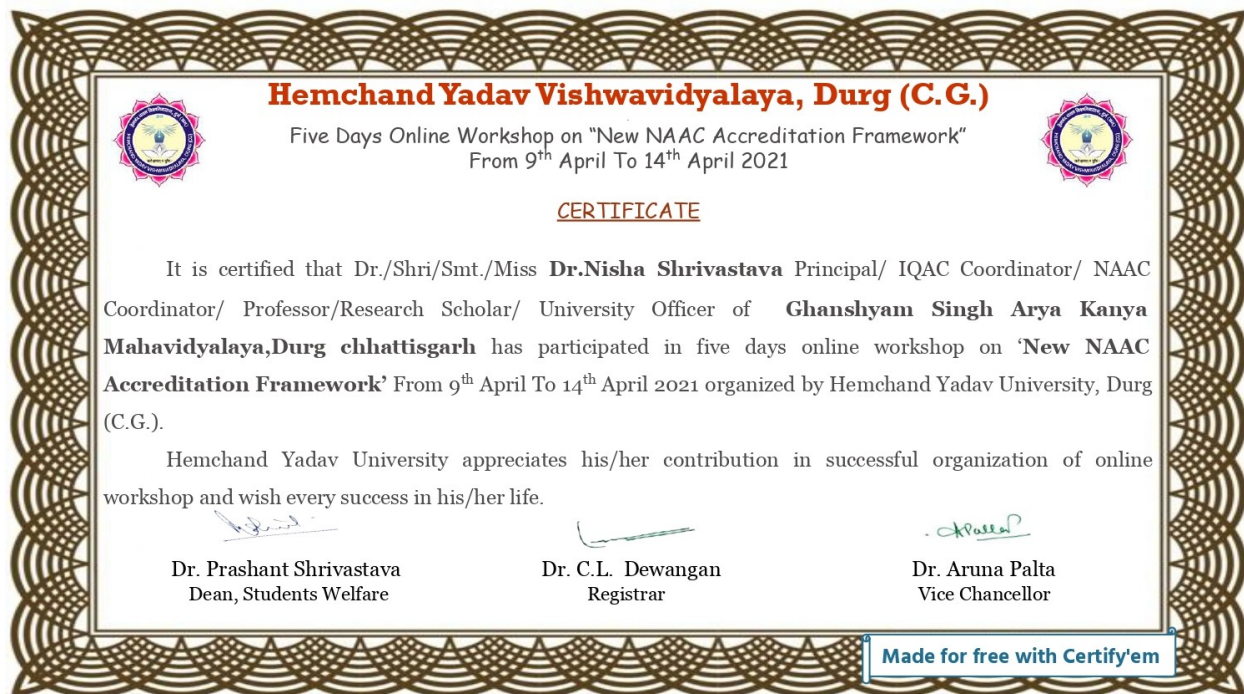 Hemchand Yadav Vishwavidyalaya, Durg (C.G.)
Five Days Online Workshop on “New NAAC Accreditation Framework”
From 9th April To 14th April 2021
CERTIFICATE
It is certified that Dr./Shri/Smt./Miss Dr.Nisha Shrivastava Principal/ IQAC Coordinator/ NAAC
Coordinator/ Professor/Research Scholar/ University Officer of Ghanshyam Singh Arya Kanya
Mahavidyalaya,Durg chhattisgarh has participated in five days online workshop on ‘New NAAC
Accreditation Framework’ From 9th April To 14th April 2021 organized by Hemchand Yadav University, Durg
(C.G.).
Hemchand Yadav University appreciates his/her contribution in successful organization of online
workshop and wish every success in his/her life.
Dr. Prashant Shrivastava
Dean, Students Welfare
Dr. C.L. Dewangan
Registrar
Dr. Aruna Palta
Vice Chancellor
Made for free with Certify'em